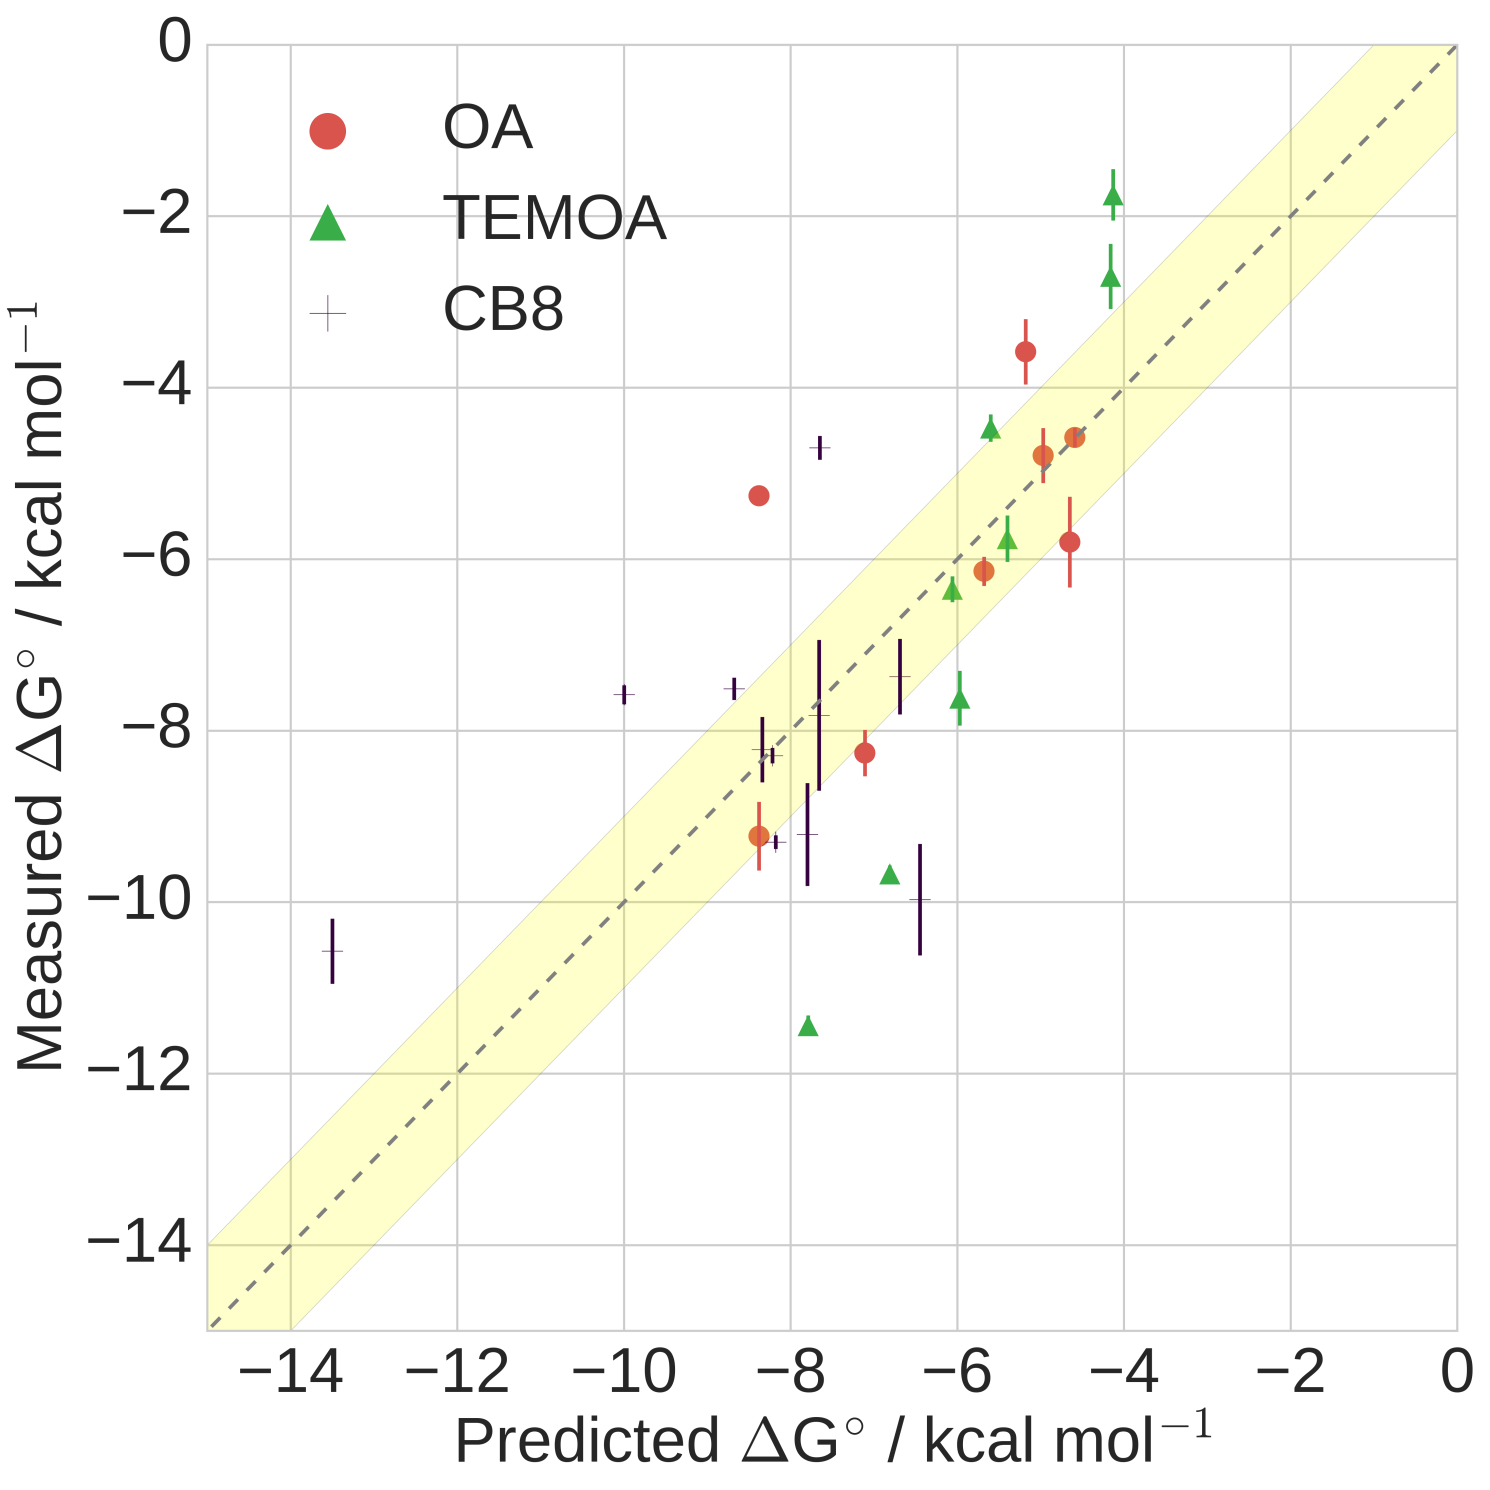 0
−2
−4
−6
−8
−10
−12
−14
OA
TEMOA
CB8
Measured ΔG° / kcal mol⁻¹
−14 −12 −10 −8 −6 −4 −2 0
Predicted ΔG° / kcal mol⁻¹